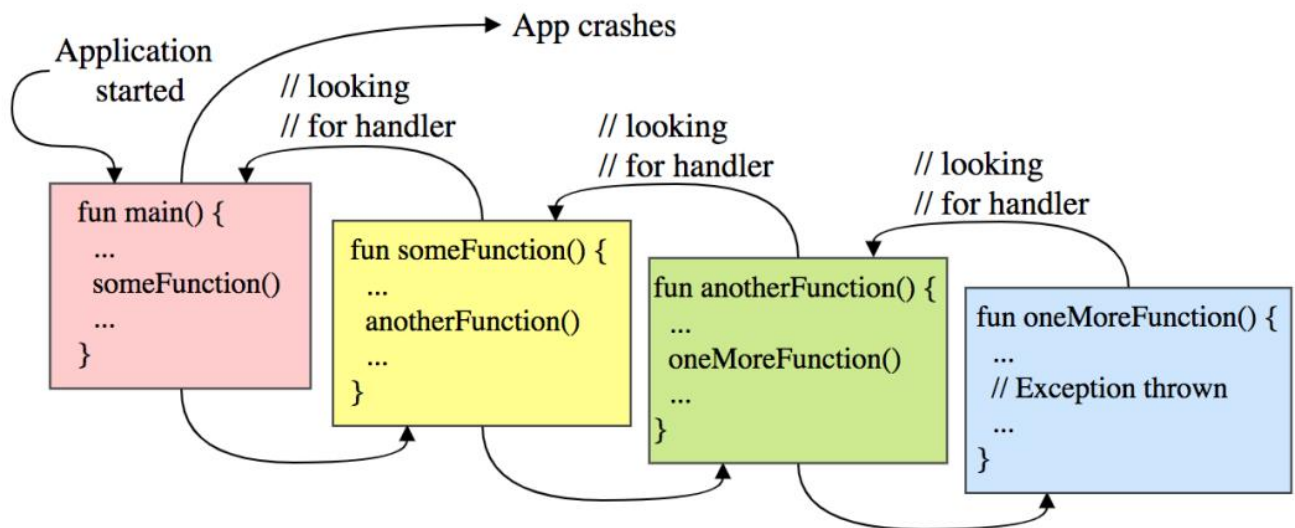 Application
started
App crashes
// looking
// for handler
// looking
// for handler
// looking
// for handler
fun main() {
...
someFunction()
...
}
fun someFunction() {
...
anotherFunction()
...
}
fun anotherFunction() {
...
oneMoreFunction()
...
}
fun oneMoreFunction() {
...
// Exception thrown
...
}